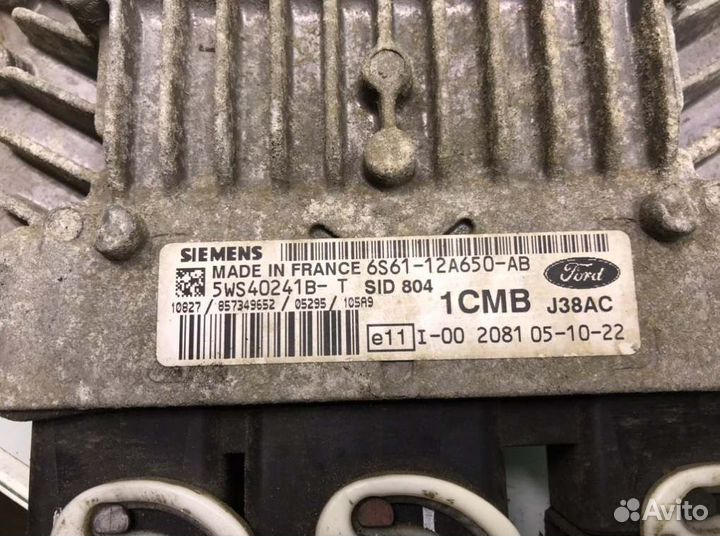 SIEMENS
MADE IN FRANCE 6S61-12A650-AB
5WS40241B-T SID 804
10827 / 857349652 / 05295 / 105A9
1CMB J38AC
Ford
e11 I-00 2081 05-10-22
Avito